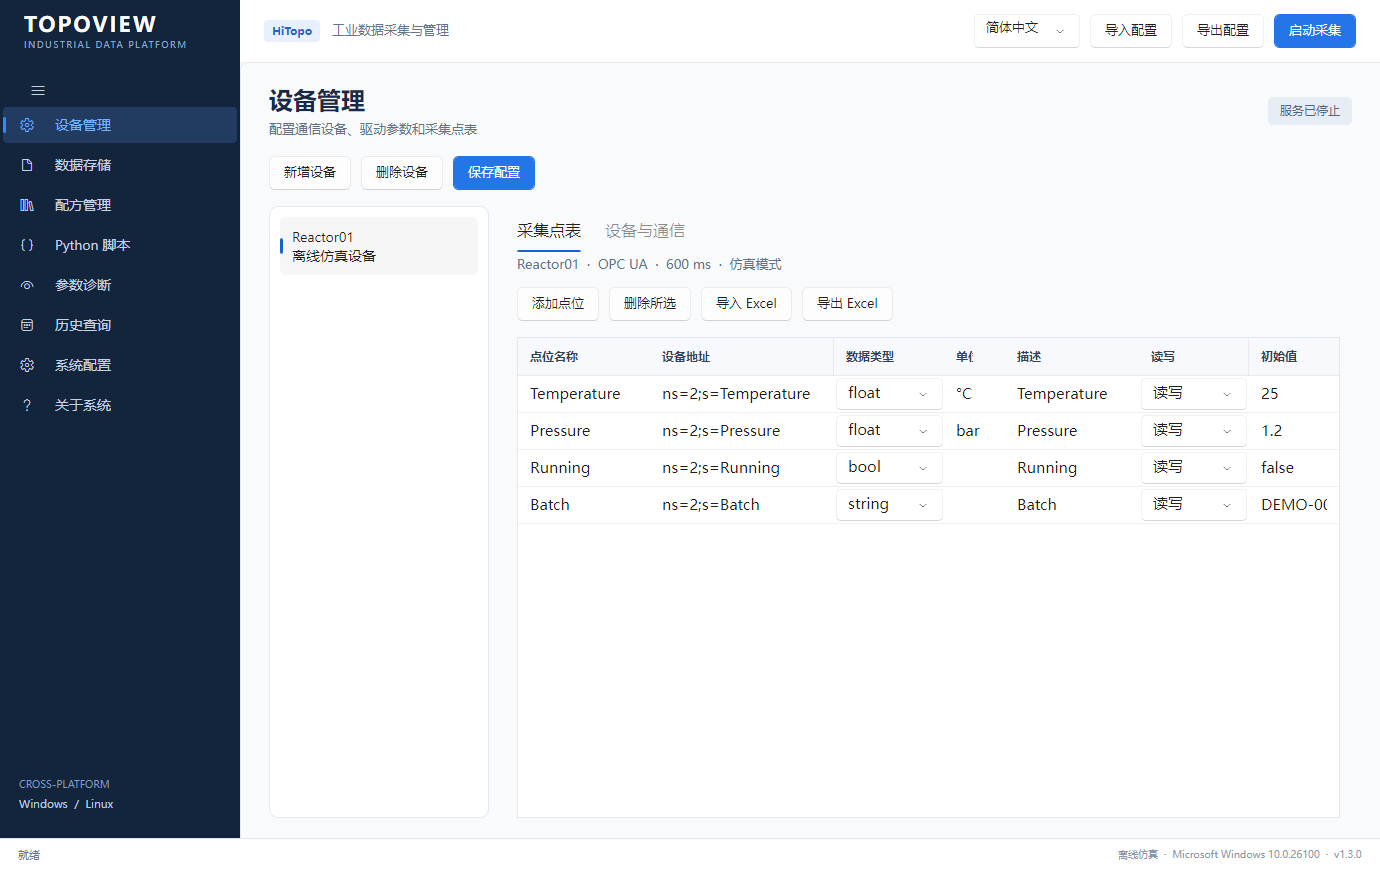 TOPOVIEW
INDUSTRIAL DATA PLATFORM
设备管理
数据存储
配方管理
Python 脚本
参数诊断
历史查询
系统配置
关于系统
CROSS-PLATFORM
Windows / Linux
HiTopo 工业数据采集与管理 简体中文 导入配置 导出配置 启动采集
设备管理
配置通信设备、驱动参数和采集点表
服务已停止
新增设备 删除设备 保存配置
Reactor01
离线仿真设备
采集点表 设备与通信
Reactor01 · OPC UA · 600 ms · 仿真模式
添加点位 删除所选 导入 Excel 导出 Excel
点位名称 设备地址 数据类型 单位 描述 读写 初始值
Temperature ns=2;s=Temperature float °C Temperature 读写 25
Pressure ns=2;s=Pressure float bar Pressure 读写 1.2
Running ns=2;s=Running bool Running 读写 false
Batch ns=2;s=Batch string Batch 读写 DEMO-00
就绪
离线仿真 · Microsoft Windows 10.0.26100 · v1.3.0